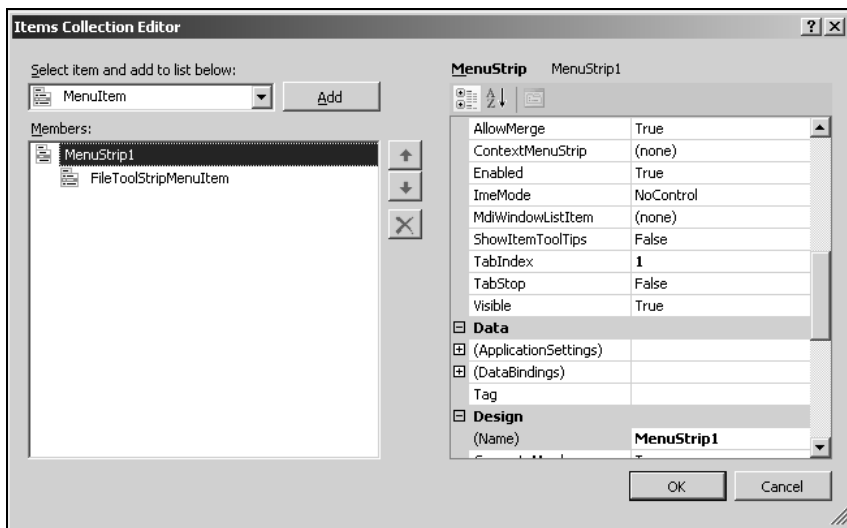 Items Collection Editor
Select item and add to list below:
MenuItem
Add
Members:
MenuStrip1
FileToolStripMenuItem
MenuStrip MenuStrip1
AllowMerge True
ContextMenuStrip (none)
Enabled True
ImeMode NoControl
MdiWindowListItem (none)
ShowItemToolTips False
TabIndex 1
TabStop False
Visible True
Data
(ApplicationSettings)
(DataBindings)
Tag
Design
(Name) MenuStrip1
OK
Cancel